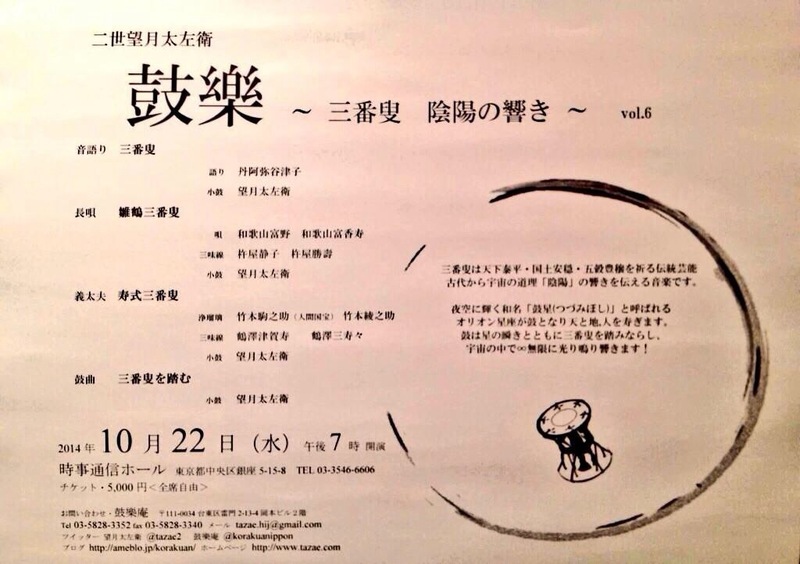 二世望月太左衛
鼓樂 ～ 三番叟 陰陽の響き ～ vol.6
音語り 三番叟
語り 丹阿弥谷津子
小鼓 望月太左衛
長唄 雛鶴三番叟
唄 和歌山富野 和歌山富香寿
三味線 杵屋静子 杵屋勝壽
小鼓 望月太左衛
義太夫 寿式三番叟
浄瑠璃 竹本駒之助（人間国宝） 竹本綾之助
三味線 鶴澤津賀寿 鶴澤三寿々
小鼓 望月太左衛
鼓曲 三番叟を踏む
小鼓 望月太左衛
三番叟は天下泰平・国土安穏・五穀豊穣を祈る伝統芸能
古代から宇宙の道理「陰陽」の響きを伝える音楽です。
夜空に輝く和名「鼓星(つづみぼし)」と呼ばれる
オリオン星座が鼓となり天と地､人を寿ぎます。
鼓は星の瞬きとともに三番叟を踏みならし、
宇宙の中で∞無限に光り鳴り響きます！
2014年 10月22日（水） 午後7時 開演
時事通信ホール 東京都中央区銀座 5-15-8 TEL 03-3546-6606
チケット・5,000円＜全席自由＞
お問い合わせ・鼓樂庵 〒111-0034 台東区雷門 2-13-4 岡本ビル２階
Tel 03-5828-3352 fax 03-5828-3340 メール tazae.hij@gmail.com
ツイッター 望月太左衛 @tazae2 鼓樂庵 @korakuannippon
ブログ http://ameblo.jp/korakuan/ ホームページ http://www.tazae.com